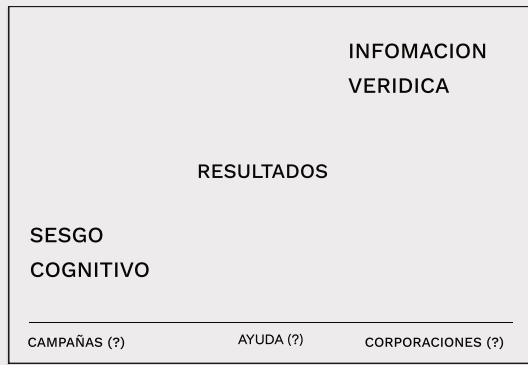 INFOMACION
VERIDICA
RESULTADOS
SESGO
COGNITIVO
CAMPAÑAS (?)
AYUDA (?)
CORPORACIONES (?)